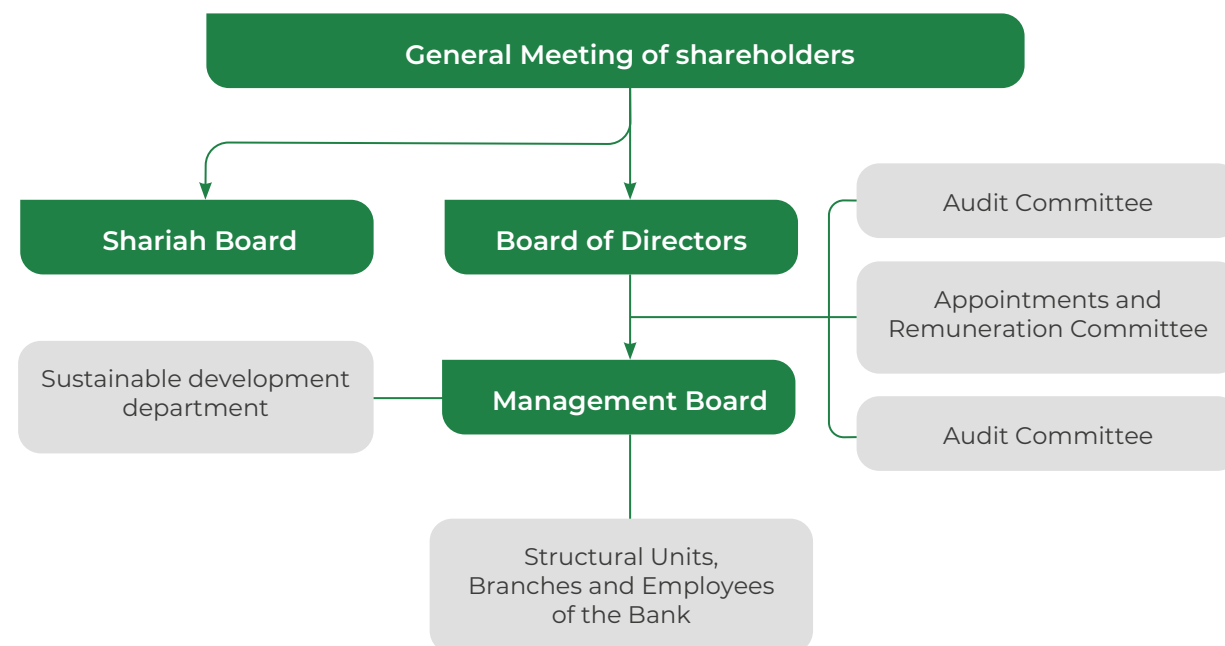 General Meeting of shareholders
Shariah Board
Board of Directors
Audit Committee
Appointments and
Remuneration Committee
Sustainable development
department
Management Board
Audit Committee
Structural Units,
Branches and Employees
of the Bank